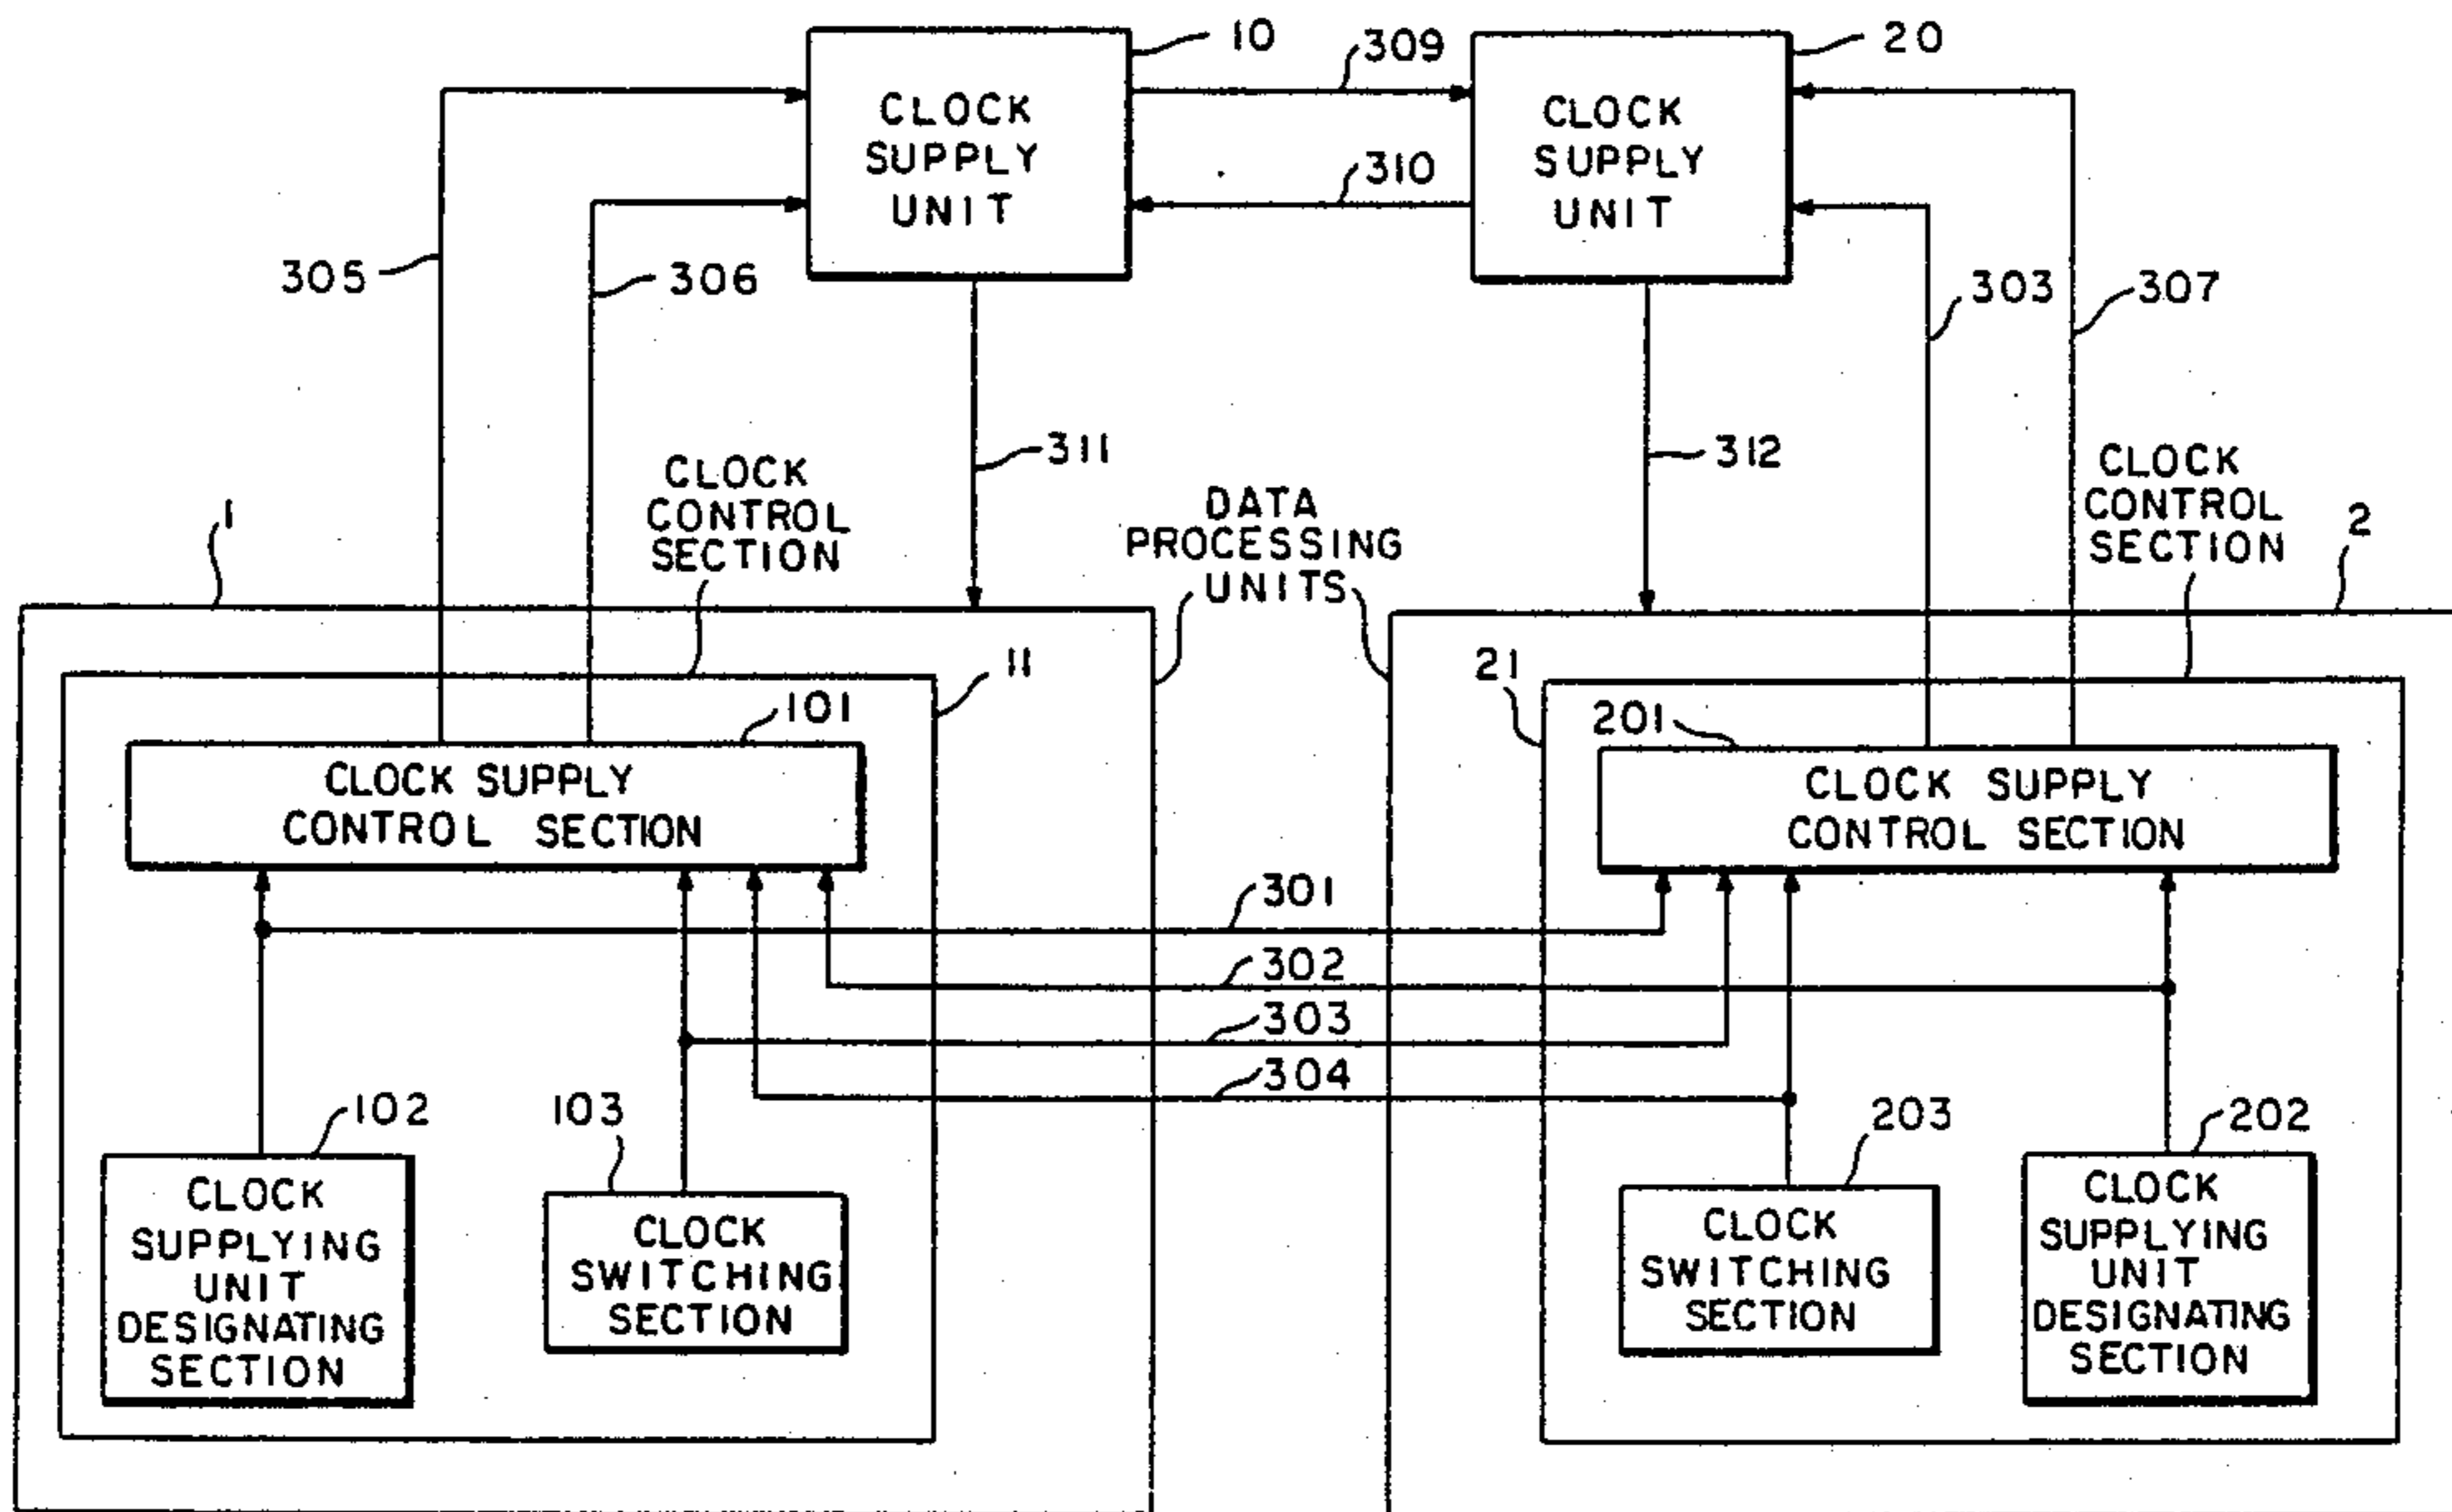 10
309
20
CLOCK
SUPPLY
UNIT
CLOCK
SUPPLY
UNIT
310
305
306
303
307
311
312
CLOCK
CONTROL
SECTION
DATA
PROCESSING
UNITS
CLOCK
CONTROL
SECTION
1
2
11
21
101
201
CLOCK SUPPLY
CONTROL SECTION
CLOCK SUPPLY
CONTROL SECTION
301
302
303
304
102
103
203
202
CLOCK
SUPPLYING
UNIT
DESIGNATING
SECTION
CLOCK
SWITCHING
SECTION
CLOCK
SWITCHING
SECTION
CLOCK
SUPPLYING
UNIT
DESIGNATING
SECTION